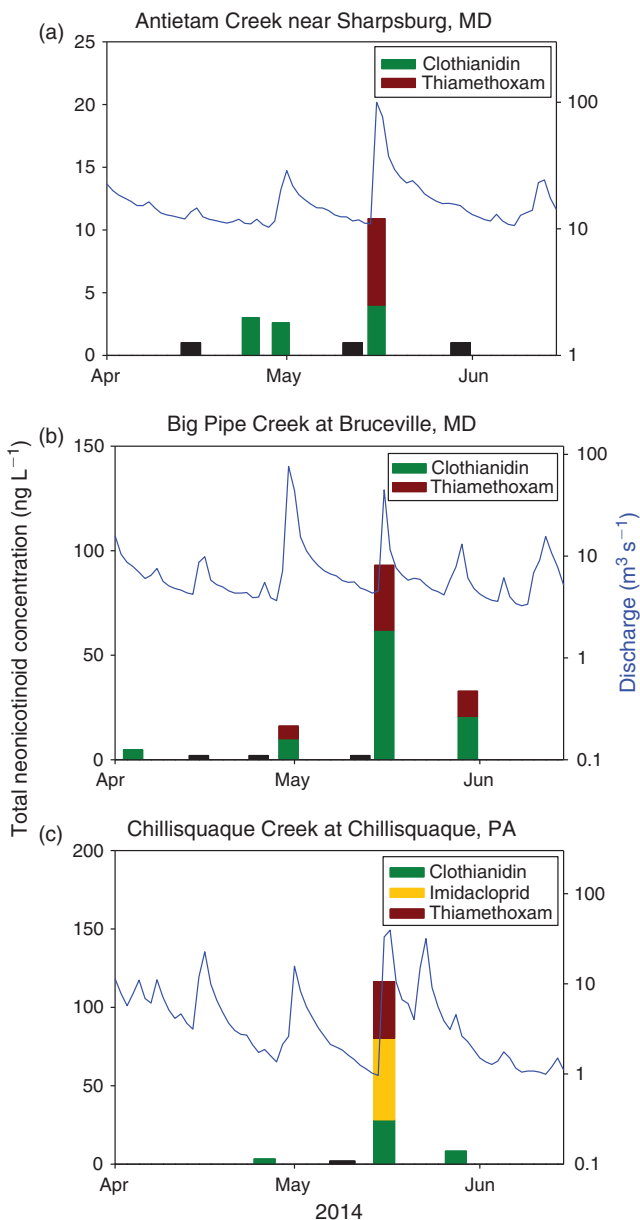 (a)
Antietam Creek near Sharpsburg, MD
25
20
15
10
5
0
100
10
1
Clothianidin
Thiamethoxam
Apr May Jun
(b)
Big Pipe Creek at Bruceville, MD
150
100
50
0
100
10
1
0.1
Clothianidin
Thiamethoxam
Apr May Jun
Total neonicotinoid concentration (ng L−1)
Discharge (m3 s−1)
(c)
Chillisquaque Creek at Chillisquaque, PA
200
150
100
50
0
100
10
1
0.1
Clothianidin
Imidacloprid
Thiamethoxam
Apr May Jun
2014